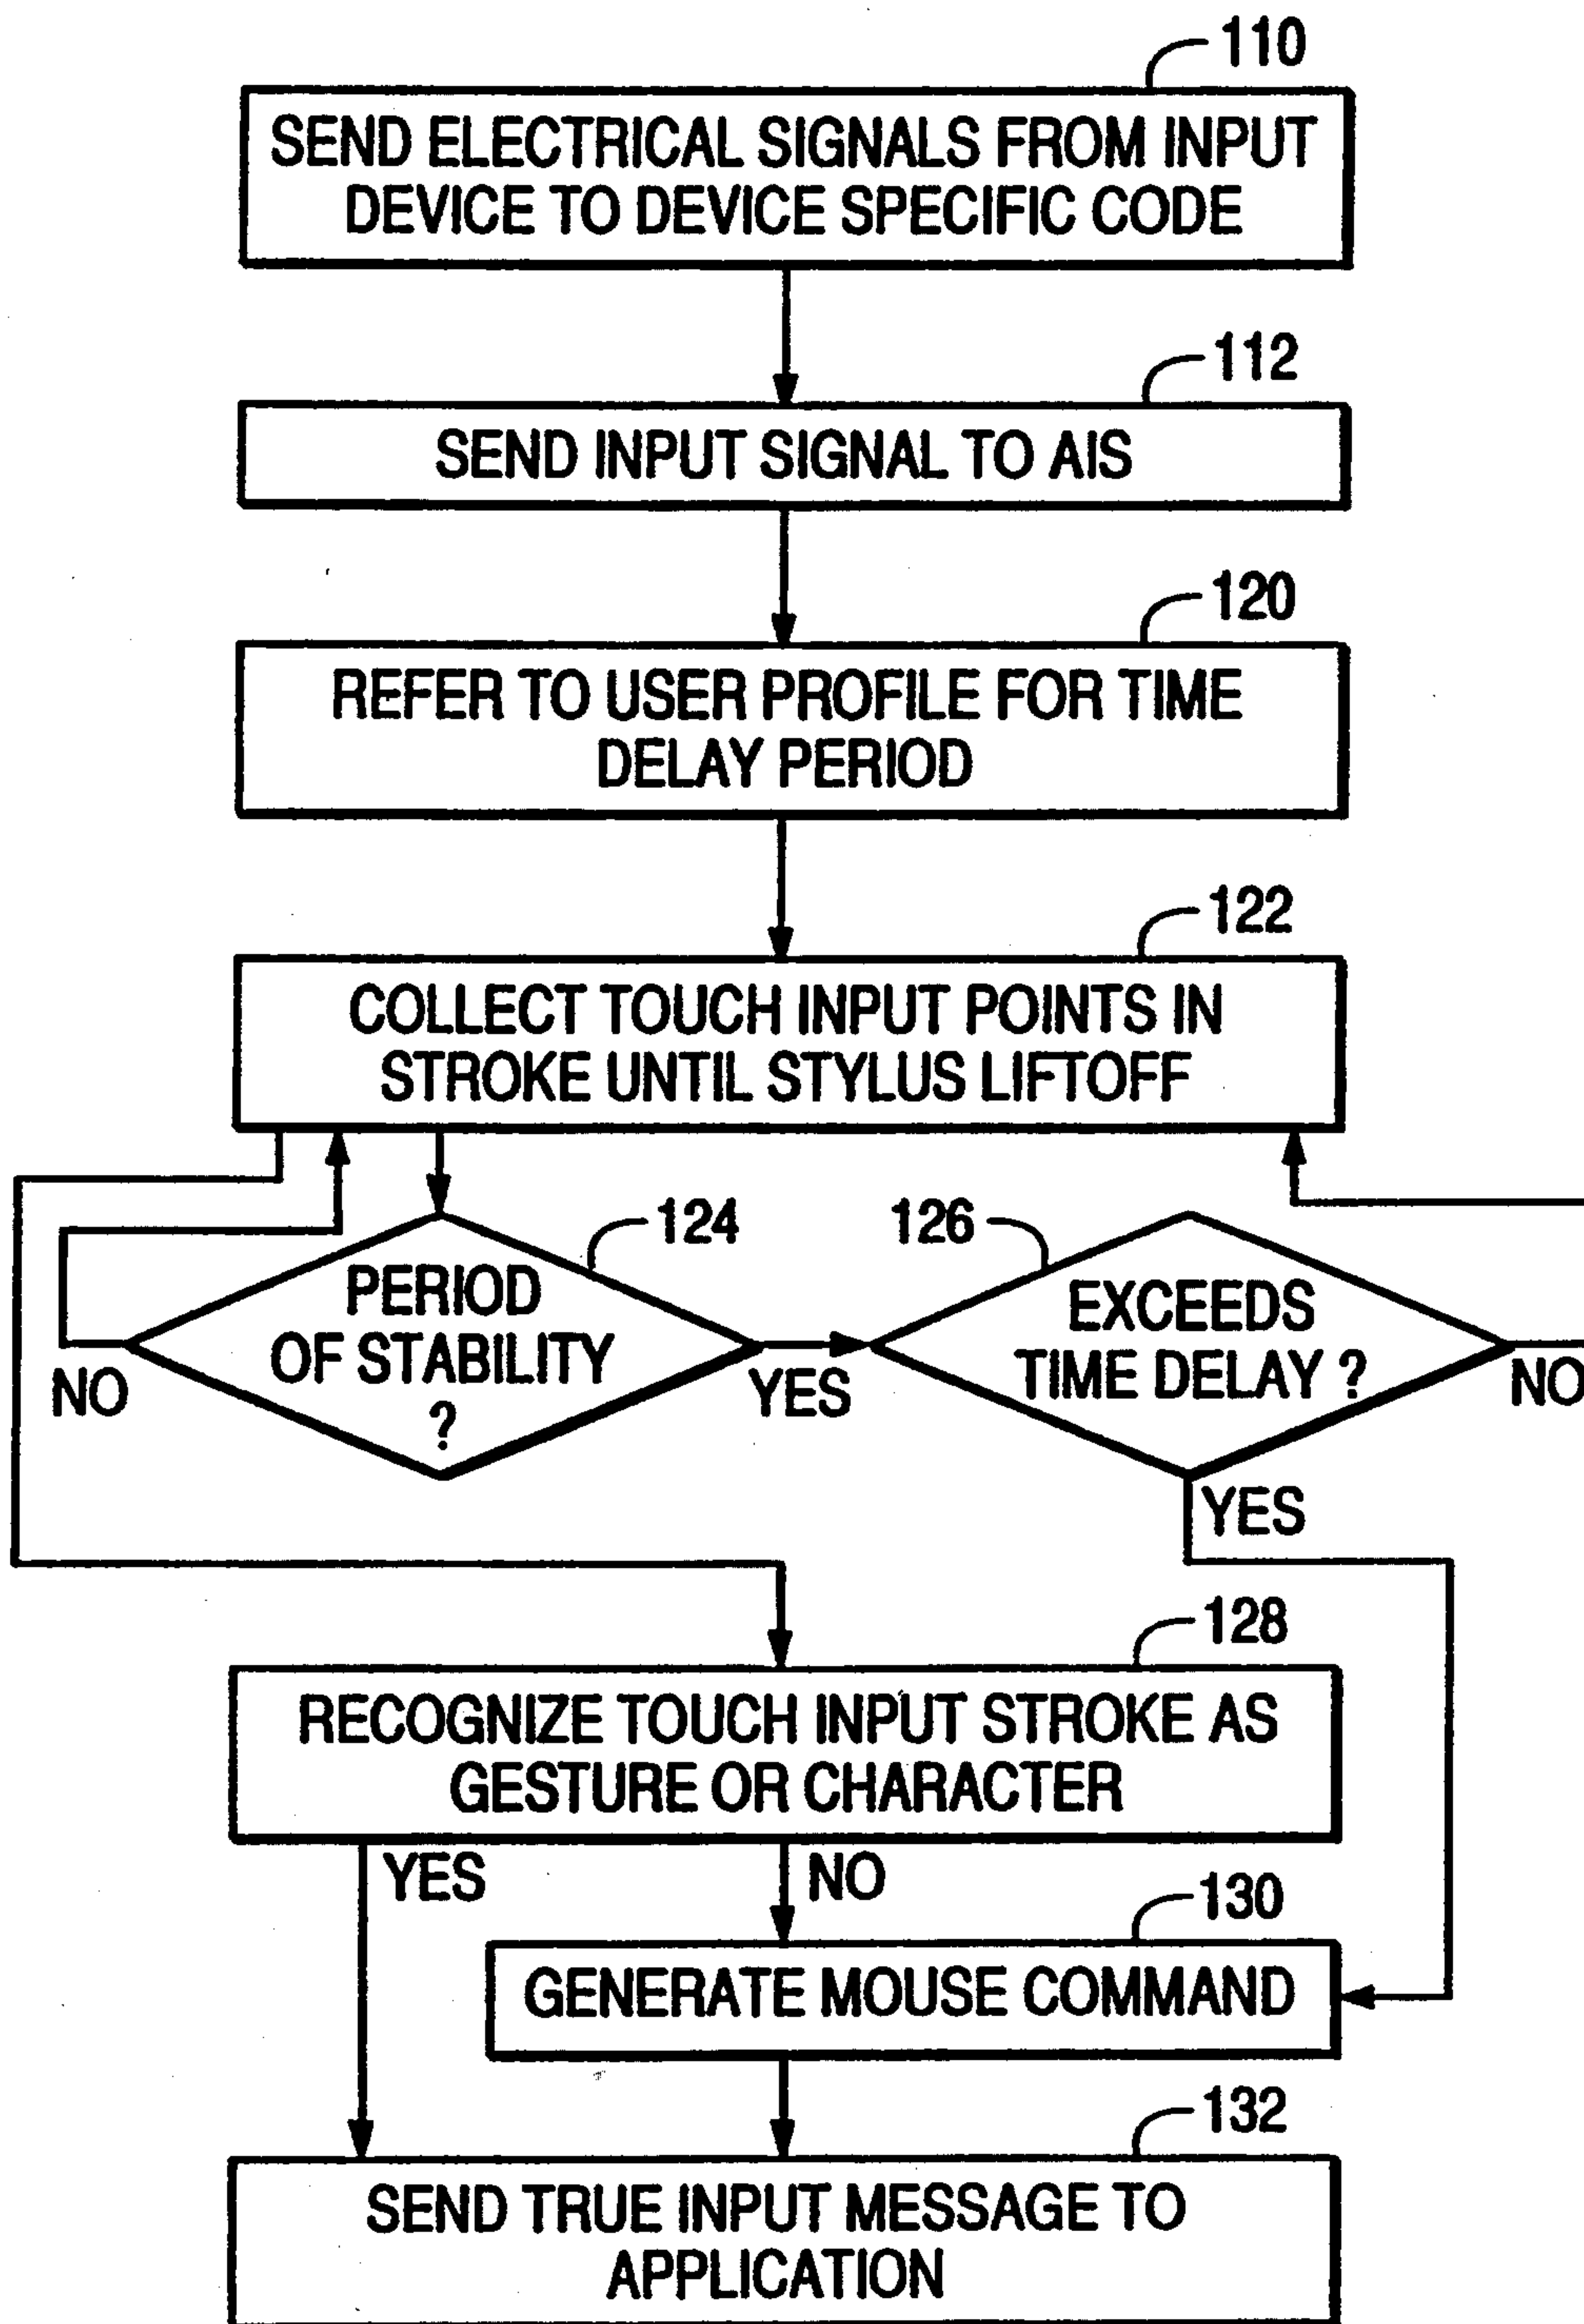 110
SEND ELECTRICAL SIGNALS FROM INPUT
DEVICE TO DEVICE SPECIFIC CODE
112
SEND INPUT SIGNAL TO AIS
120
REFER TO USER PROFILE FOR TIME
DELAY PERIOD
122
COLLECT TOUCH INPUT POINTS IN
STROKE UNTIL STYLUS LIFTOFF
124
PERIOD
OF STABILITY
?
NO
YES
126
EXCEEDS
TIME DELAY ?
NO
YES
128
RECOGNIZE TOUCH INPUT STROKE AS
GESTURE OR CHARACTER
YES
NO
130
GENERATE MOUSE COMMAND
132
SEND TRUE INPUT MESSAGE TO
APPLICATION